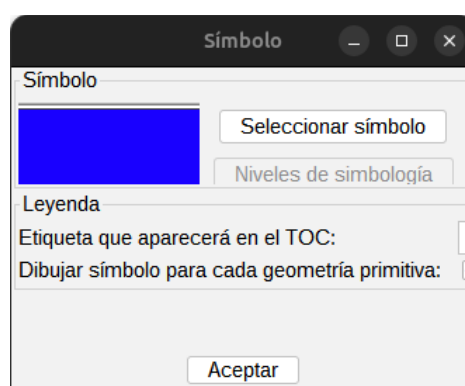 Símbolo
Símbolo
Seleccionar símbolo
Niveles de simbología
Leyenda
Etiqueta que aparecerá en el TOC:
Dibujar símbolo para cada geometría primitiva:
Aceptar